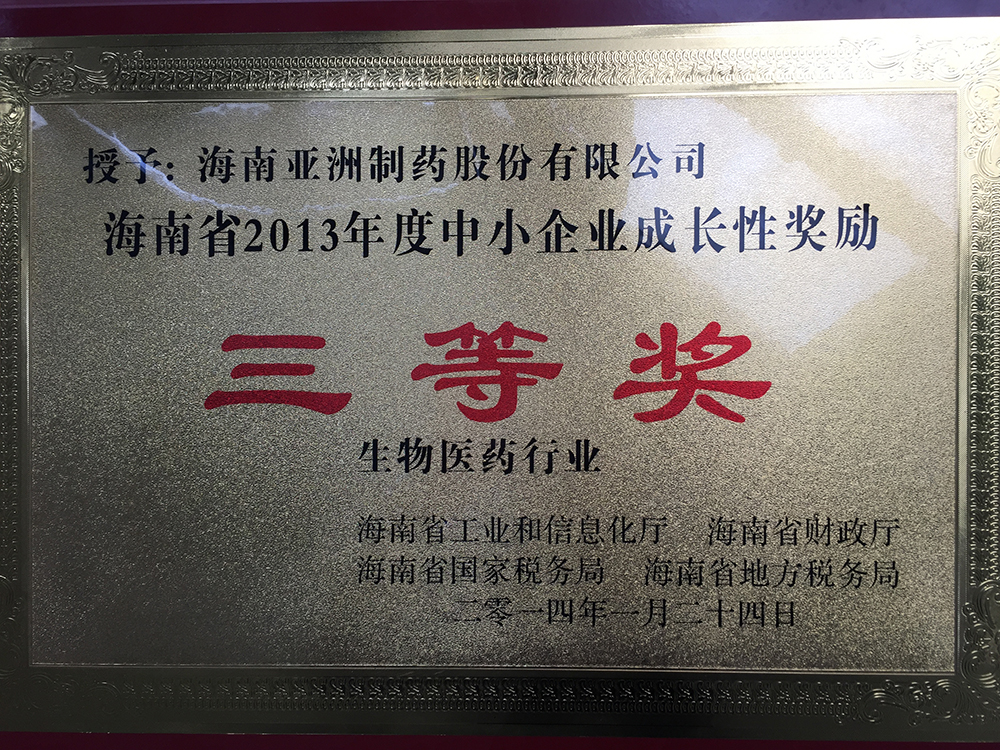 授予：海南亚洲制药股份有限公司
海南省2013年度中小企业成长性奖励
三等奖
生物医药行业
海南省工业和信息化厅 海南省财政厅
海南省国家税务局 海南省地方税务局
二零一四年一月二十四日